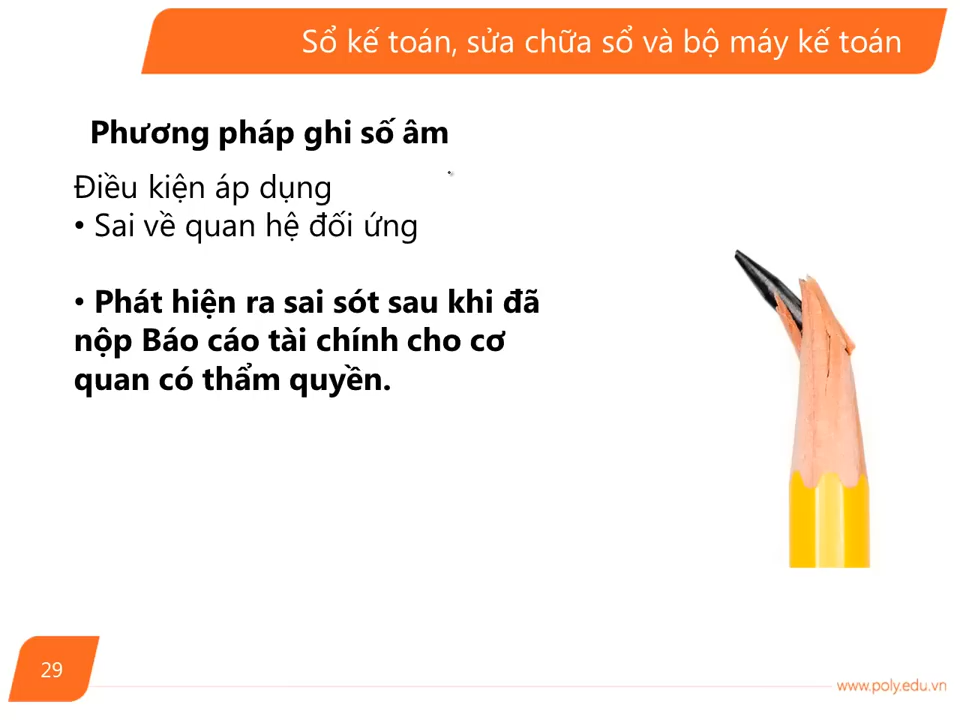 Sổ kế toán, sửa chữa sổ và bộ máy kế toán
Phương pháp ghi số âm
Điều kiện áp dụng
• Sai về quan hệ đối ứng
• Phát hiện ra sai sót sau khi đã
nộp Báo cáo tài chính cho cơ
quan có thẩm quyền.
29
www.poly.edu.vn